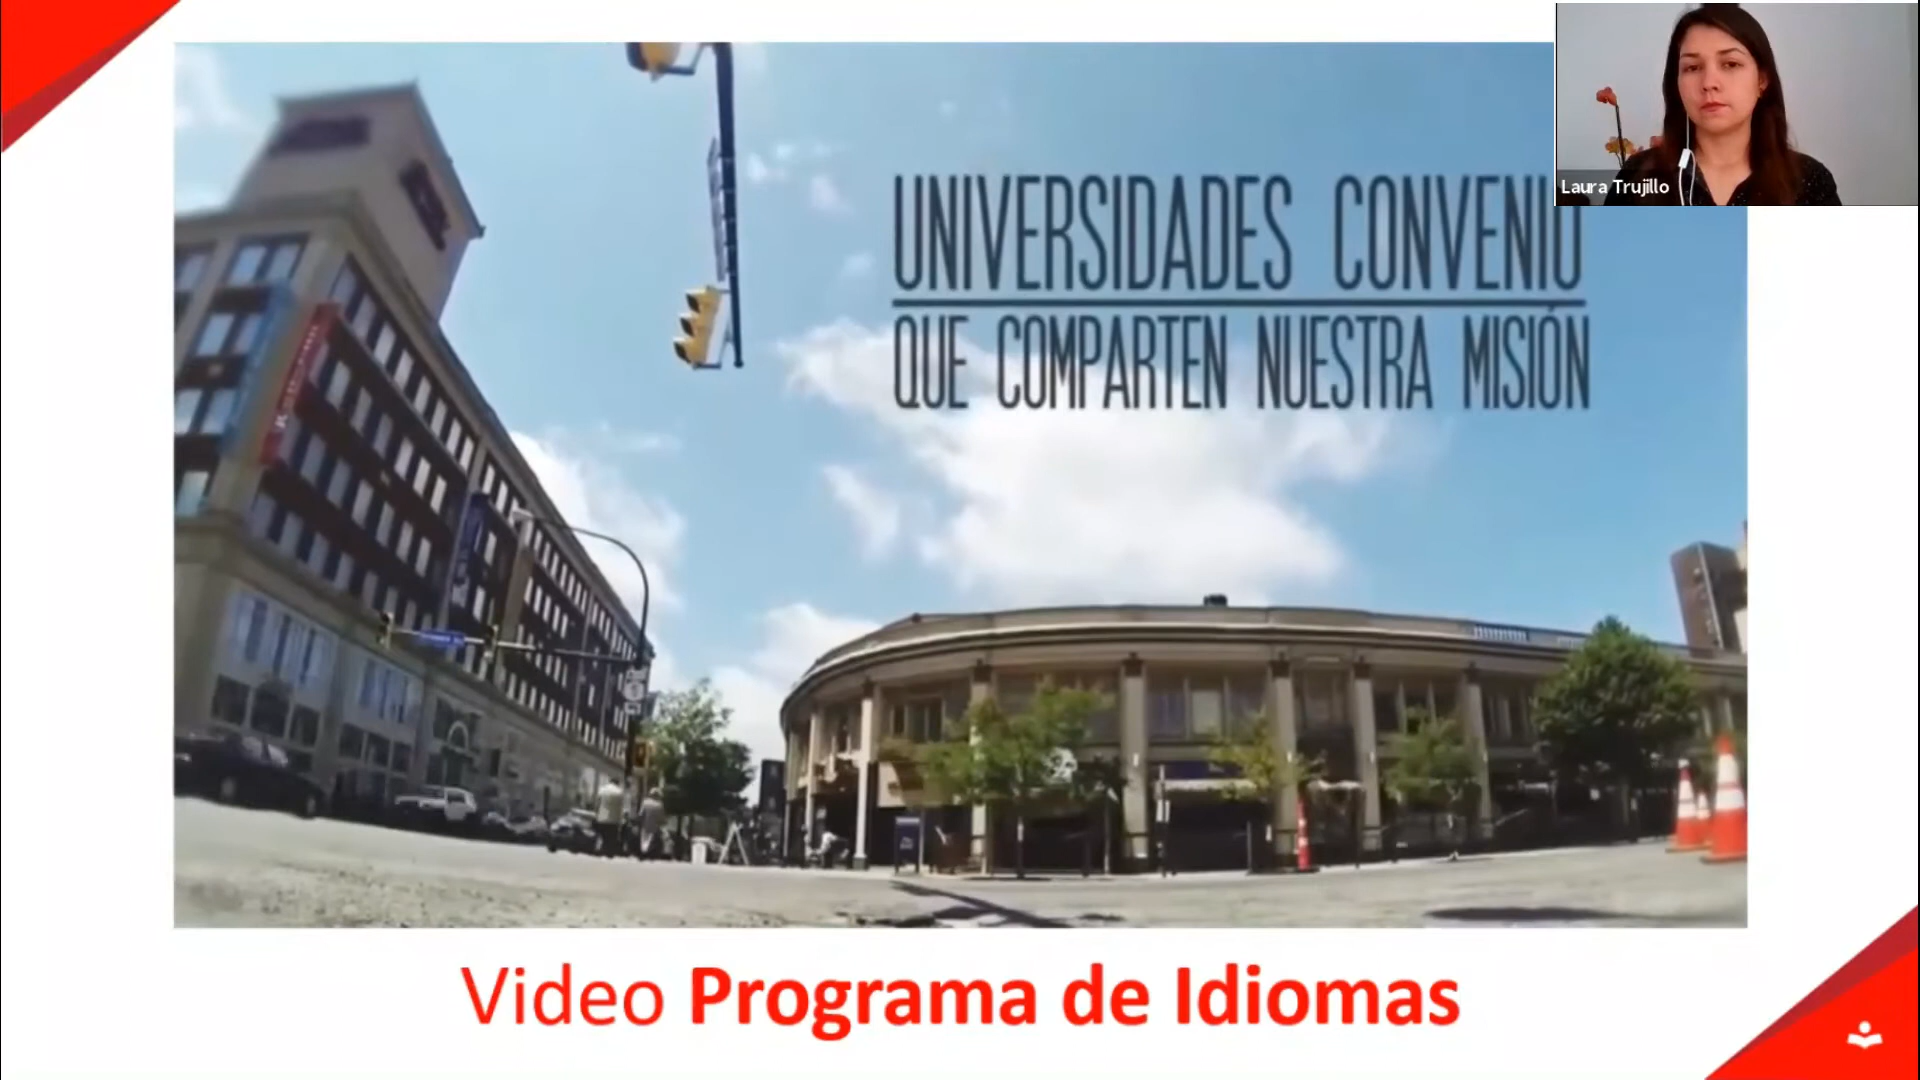 UNIVERSIDADES CONVENIO
QUE COMPARTEN NUESTRA MISIÓN
Laura Trujillo
Video Programa de Idiomas